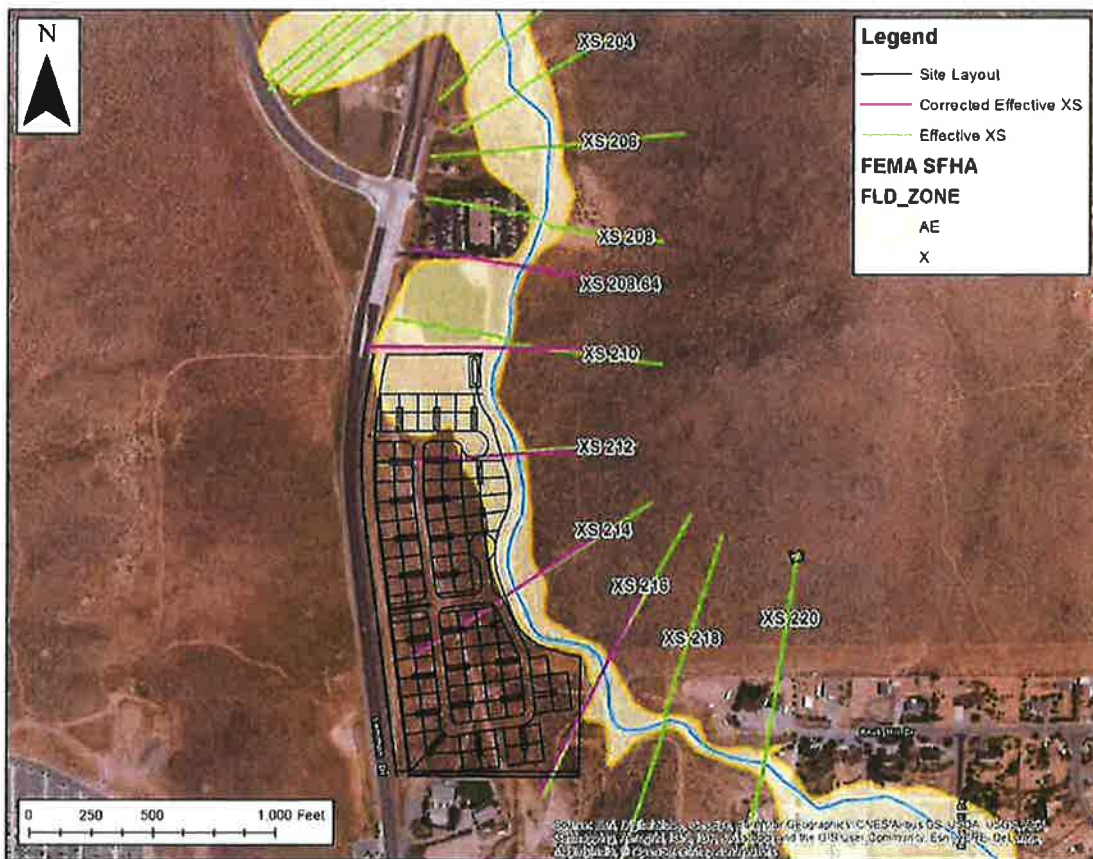 N
XS 204
XS 206
XS 208
XS 208.64
XS 210
XS 212
XS 214
XS 216
XS 218
XS 220
Legend
Site Layout
Corrected Effective XS
Effective XS
FEMA SFHA
FLD_ZONE
AE
X
0 250 500 1,000 Feet